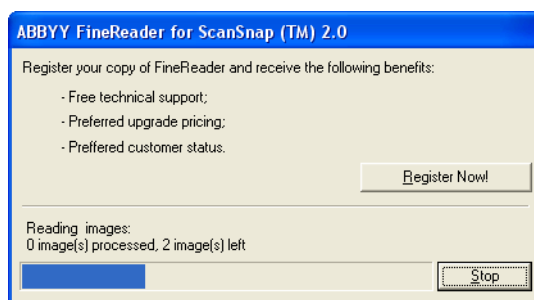 ABBYY FineReader for ScanSnap (TM) 2.0
Register your copy of FineReader and receive the following benefits:
- Free technical support;
- Preferred upgrade pricing;
- Preffered customer status.
Register Now!
Reading images:
0 image(s) processed, 2 image(s) left
Stop